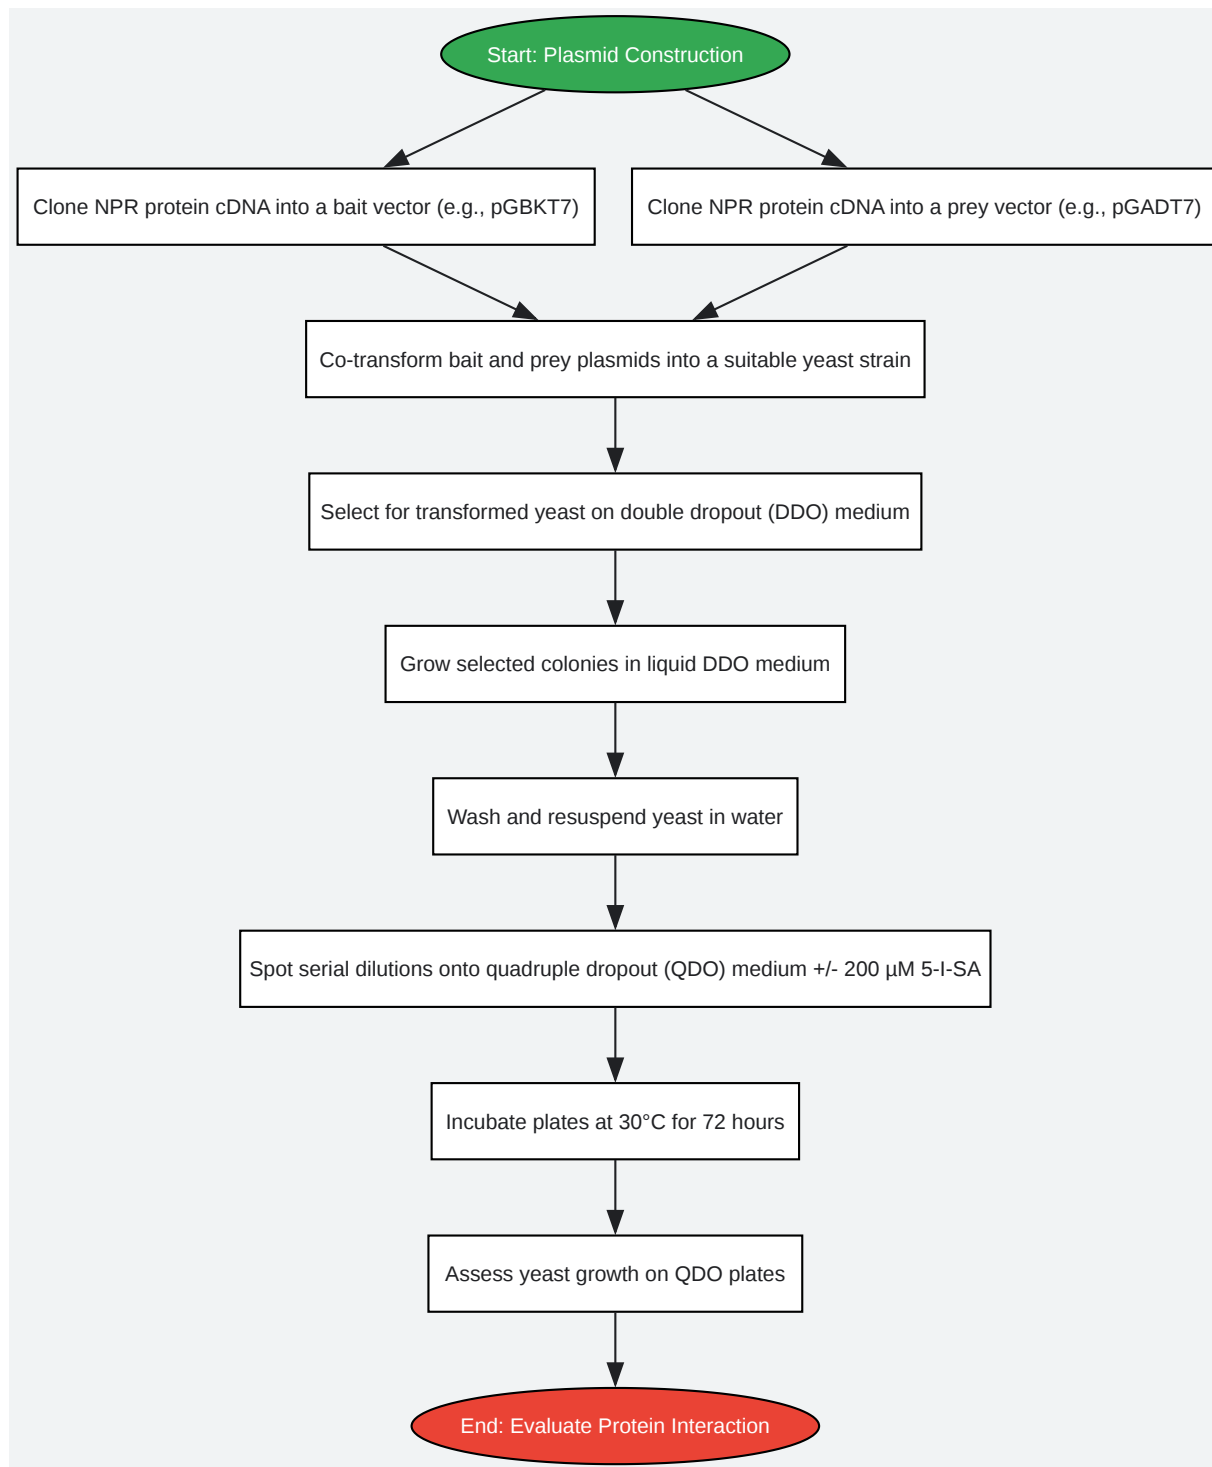 Start: Plasmid Construction
Clone NPR protein cDNA into a bait vector (e.g., pGBKT7)
Clone NPR protein cDNA into a prey vector (e.g., pGADT7)
Co-transform bait and prey plasmids into a suitable yeast strain
Select for transformed yeast on double dropout (DDO) medium
Grow selected colonies in liquid DDO medium
Wash and resuspend yeast in water
Spot serial dilutions onto quadruple dropout (QDO) medium +/- 200 µM 5-I-SA
Incubate plates at 30°C for 72 hours
Assess yeast growth on QDO plates
End: Evaluate Protein Interaction